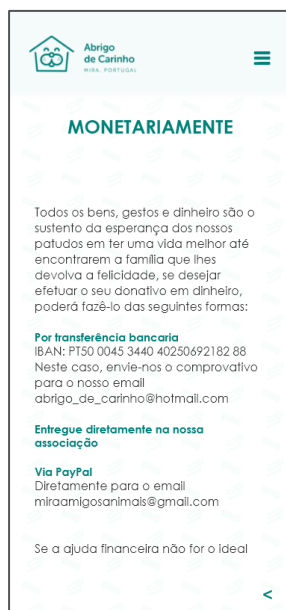 Abrigo
de Carinho
MIRA, PORTUGAL
MONETARIAMENTE
Todos os bens, gestos e dinheiro são o
sustento da esperança dos nossos
patudos em ter uma vida melhor até
encontrarem a família que lhes
devolva a felicidade, se desejar
efetuar o seu donativo em dinheiro,
poderá fazê-lo das seguintes formas:
Por transferência bancaria
IBAN: PT50 0045 3440 40250692182 88
Neste caso, envie-nos o comprovativo
para o nosso email
abrigo_de_carinho@hotmail.com
Entregue diretamente na nossa
associação
Via PayPal
Diretamente para o email
miraamigosanimais@gmail.com
Se a ajuda financeira não for o ideal
<